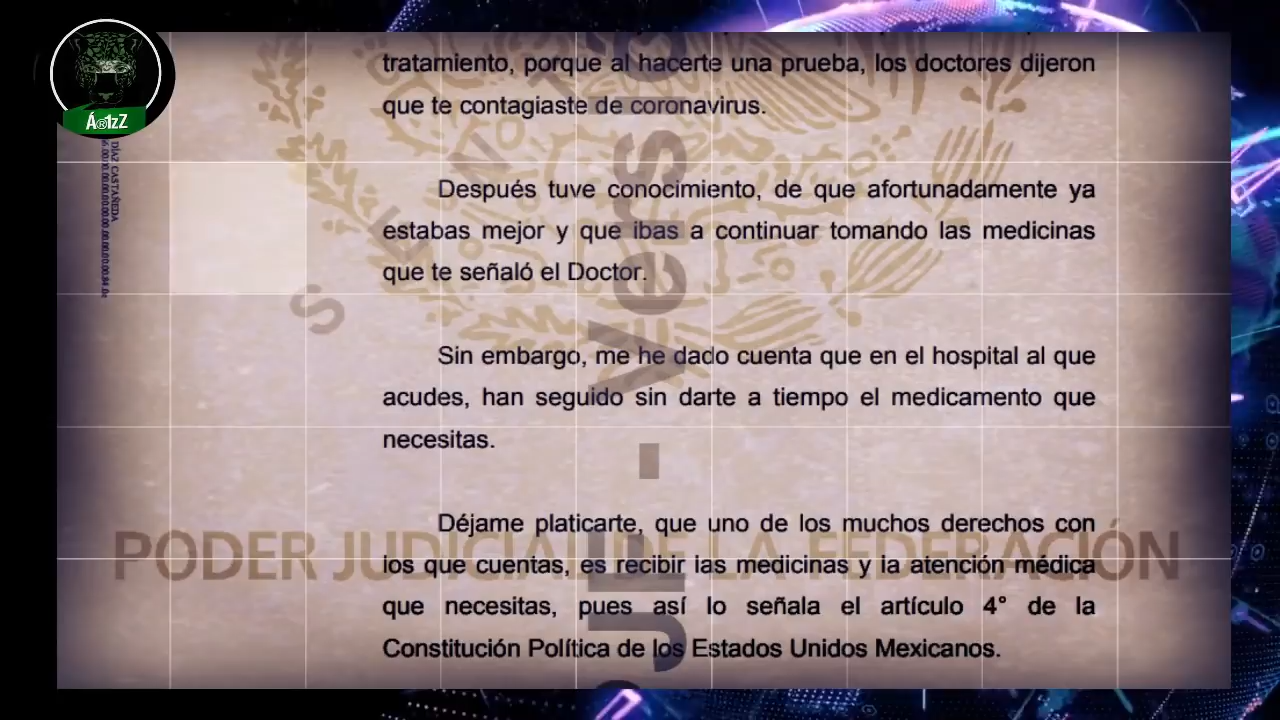 tratamiento, porque al hacerte una prueba, los doctores dijeron
que te contagiaste de coronavirus.
Después tuve conocimiento, de que afortunadamente ya
estabas mejor y que ibas a continuar tomando las medicinas
que te señaló el Doctor.
Sin embargo, me he dado cuenta que en el hospital al que
acudes, han seguido sin darte a tiempo el medicamento que
necesitas.
Déjame platicarte, que uno de los muchos derechos con
los que cuentas, es recibir las medicinas y la atención médica
que necesitas, pues así lo señala el artículo 4° de la
Constitución Política de los Estados Unidos Mexicanos.
PODER JUDICIAL DE LA FEDERACIÓN
DÍAZ CASTAÑEDA